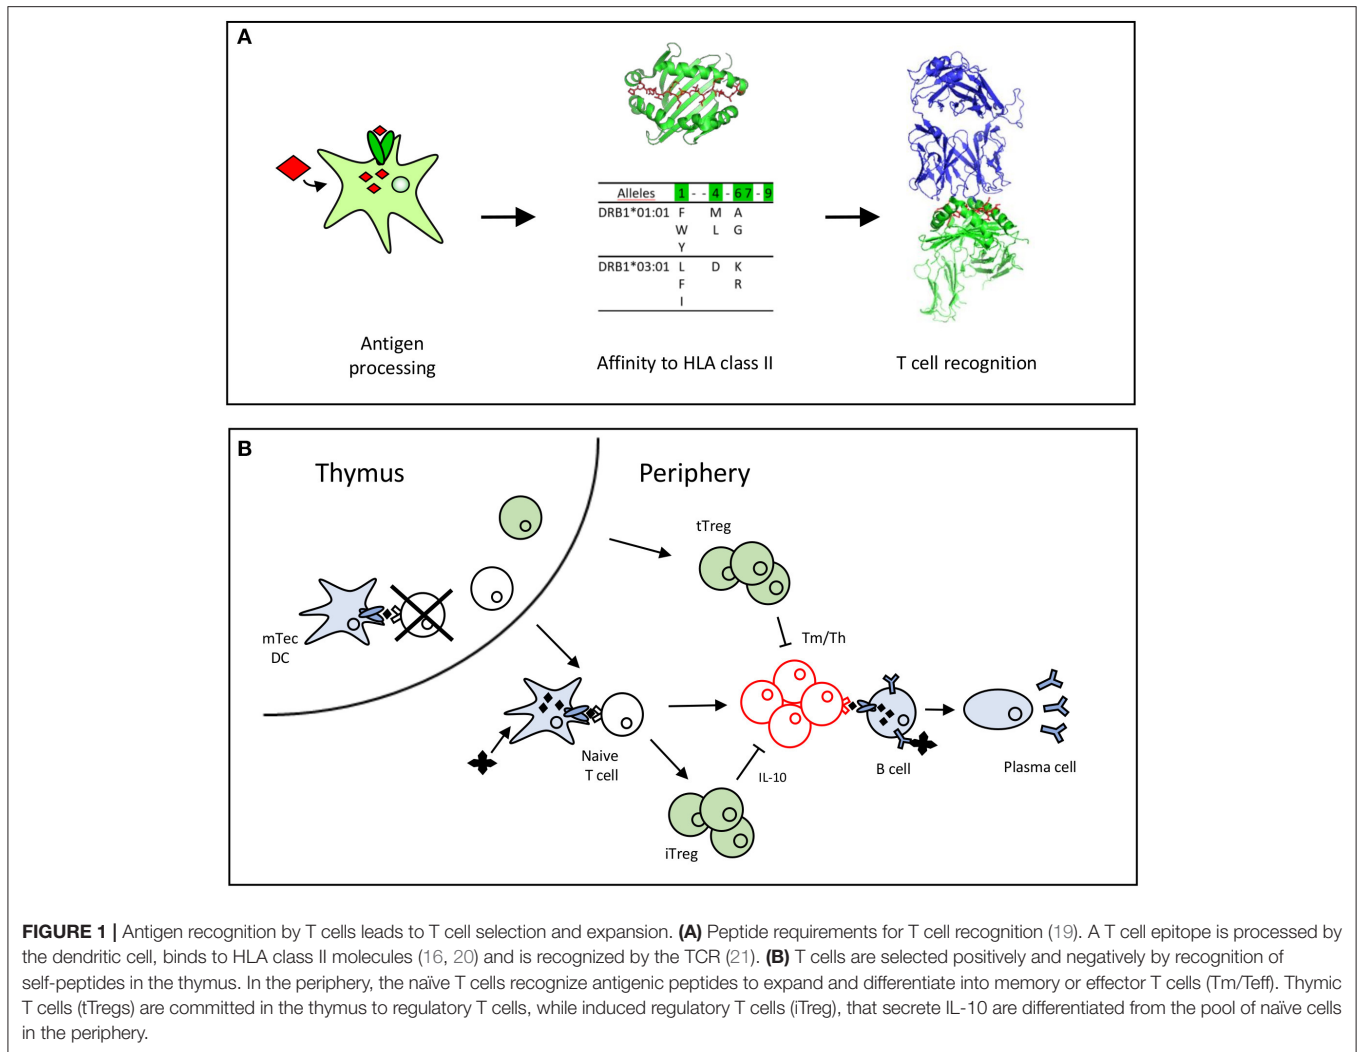 A
Alleles 1 - - 4 - 6 7 - 9
DRB1*01:01 F M A
W L G
Y
DRB1*03:01 L D K
F R
I
Antigen
processing
Affinity to HLA class II
T cell recognition
B
Thymus
Periphery
tTreg
mTec
DC
Tm/Th
Naive
T cell
IL-10
B cell
Plasma cell
iTreg
FIGURE 1 | Antigen recognition by T cells leads to T cell selection and expansion. (A) Peptide requirements for T cell recognition (19). A T cell epitope is processed by
the dendritic cell, binds to HLA class II molecules (16, 20) and is recognized by the TCR (21). (B) T cells are selected positively and negatively by recognition of
self-peptides in the thymus. In the periphery, the naïve T cells recognize antigenic peptides to expand and differentiate into memory or effector T cells (Tm/Teff). Thymic
T cells (tTregs) are committed in the thymus to regulatory T cells, while induced regulatory T cells (iTreg), that secrete IL-10 are differentiated from the pool of naïve cells
in the periphery.